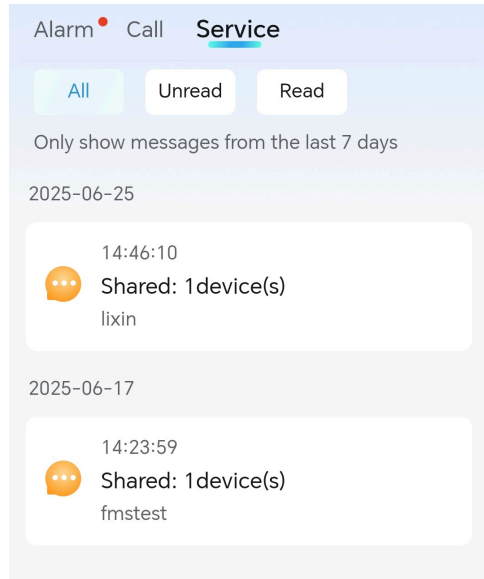 Alarm Call Service
All Unread Read
Only show messages from the last 7 days
2025-06-25
14:46:10
Shared: 1device(s)
lixin
2025-06-17
14:23:59
Shared: 1device(s)
fmstest